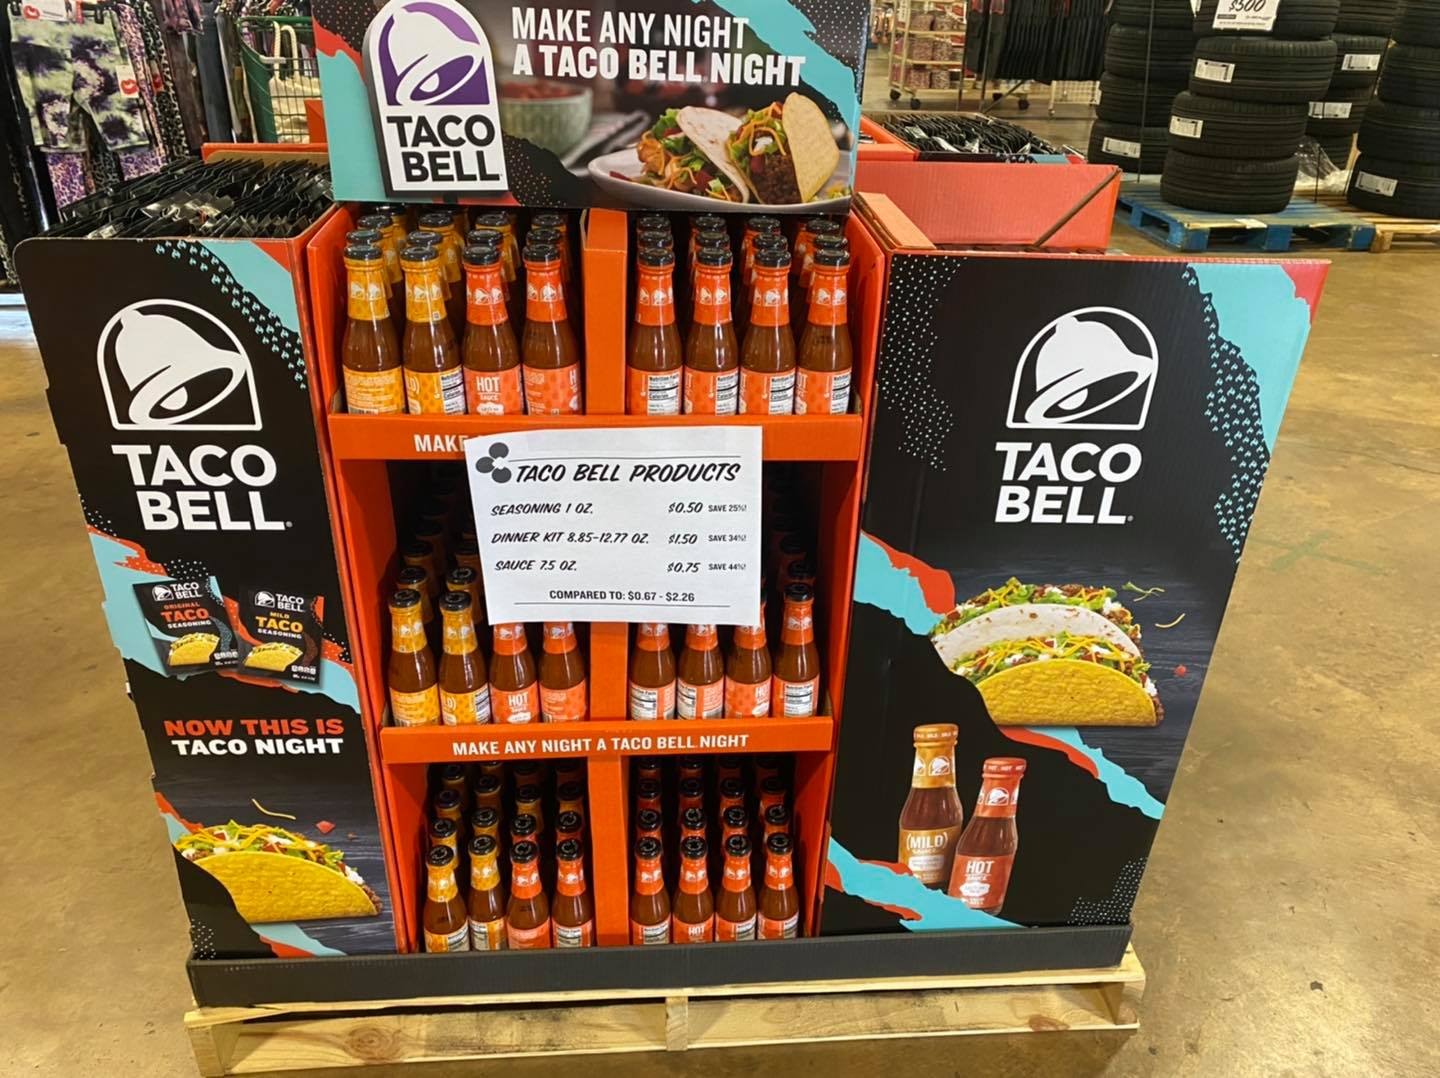 $500
MAKE ANY NIGHT
A TACO BELL NIGHT
TACO
BELL
TACO
BELL
TACO
BELL
ORIGINAL
TACO
SEASONING
TACO
BELL
MILD
TACO
SEASONING
NOW THIS IS
TACO NIGHT
HOT
SAUCE
Nutrition Facts
Calories
MAKE
TACO BELL PRODUCTS
SEASONING 1 OZ. $0.50 SAVE 25%!
DINNER KIT 8.85-12.77 OZ. $1.50 SAVE 34%!
SAUCE 7.5 OZ. $0.75 SAVE 44%!
COMPARED TO: $0.67 - $2.26
HOT
MAKE ANY NIGHT A TACO BELL NIGHT
HOT
TACO
BELL
(MILD)
SAUCE
HOT
SAUCE